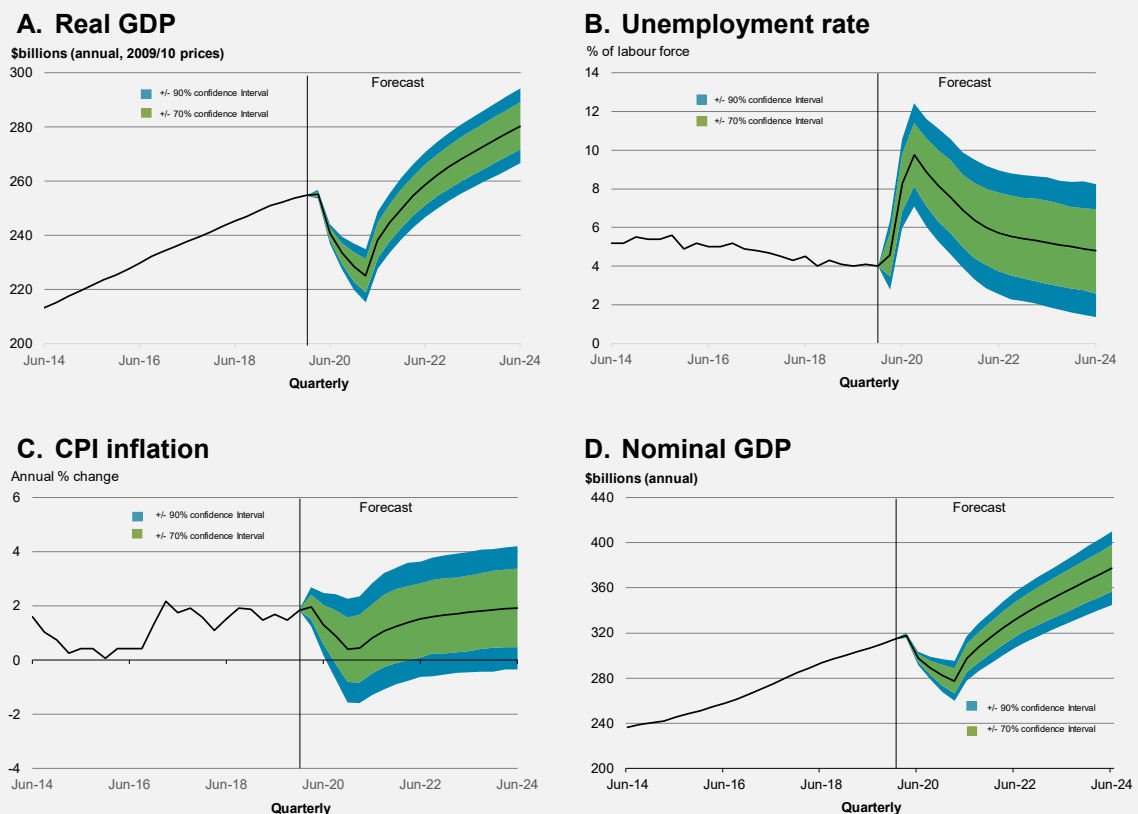 A. Real GDP
$billions (annual, 2009/10 prices)
300
280
260
240
220
200
Forecast
+/- 90% confidence Interval
+/- 70% confidence Interval
Jun-14 Jun-16 Jun-18 Jun-20 Jun-22 Jun-24
Quarterly
B. Unemployment rate
% of labour force
14
12
10
8
6
4
2
0
Forecast
+/- 90% confidence Interval
+/- 70% confidence Interval
Jun-14 Jun-16 Jun-18 Jun-20 Jun-22 Jun-24
Quarterly
C. CPI inflation
Annual % change
6
4
2
0
-2
-4
Forecast
+/- 90% confidence Interval
+/- 70% confidence Interval
Jun-14 Jun-16 Jun-18 Jun-20 Jun-22 Jun-24
Quarterly
D. Nominal GDP
$billions (annual)
440
400
360
320
280
240
200
Forecast
+/- 90% confidence Interval
+/- 70% confidence Interval
Jun-14 Jun-16 Jun-18 Jun-20 Jun-22 Jun-24
Quarterly